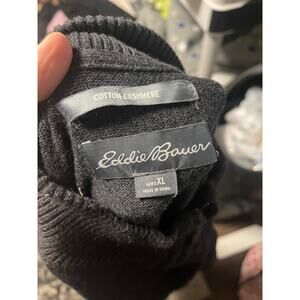 COTTON CASHMERE
Eddie Bauer
MENS XL
MADE IN CHINA